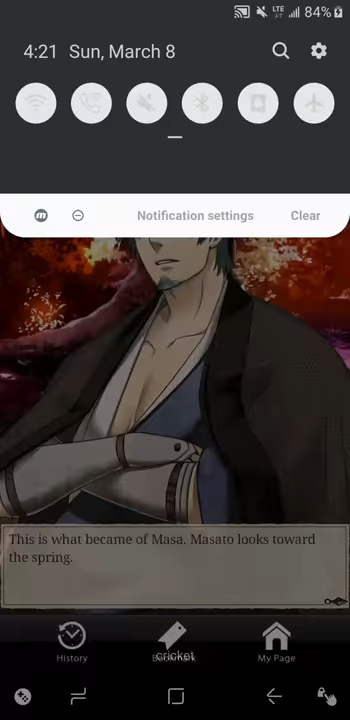 LTE
84%
4:21 Sun, March 8
m
Notification settings Clear
This is what became of Masa. Masato looks toward
the spring.
History Bookmark My Page
cricket